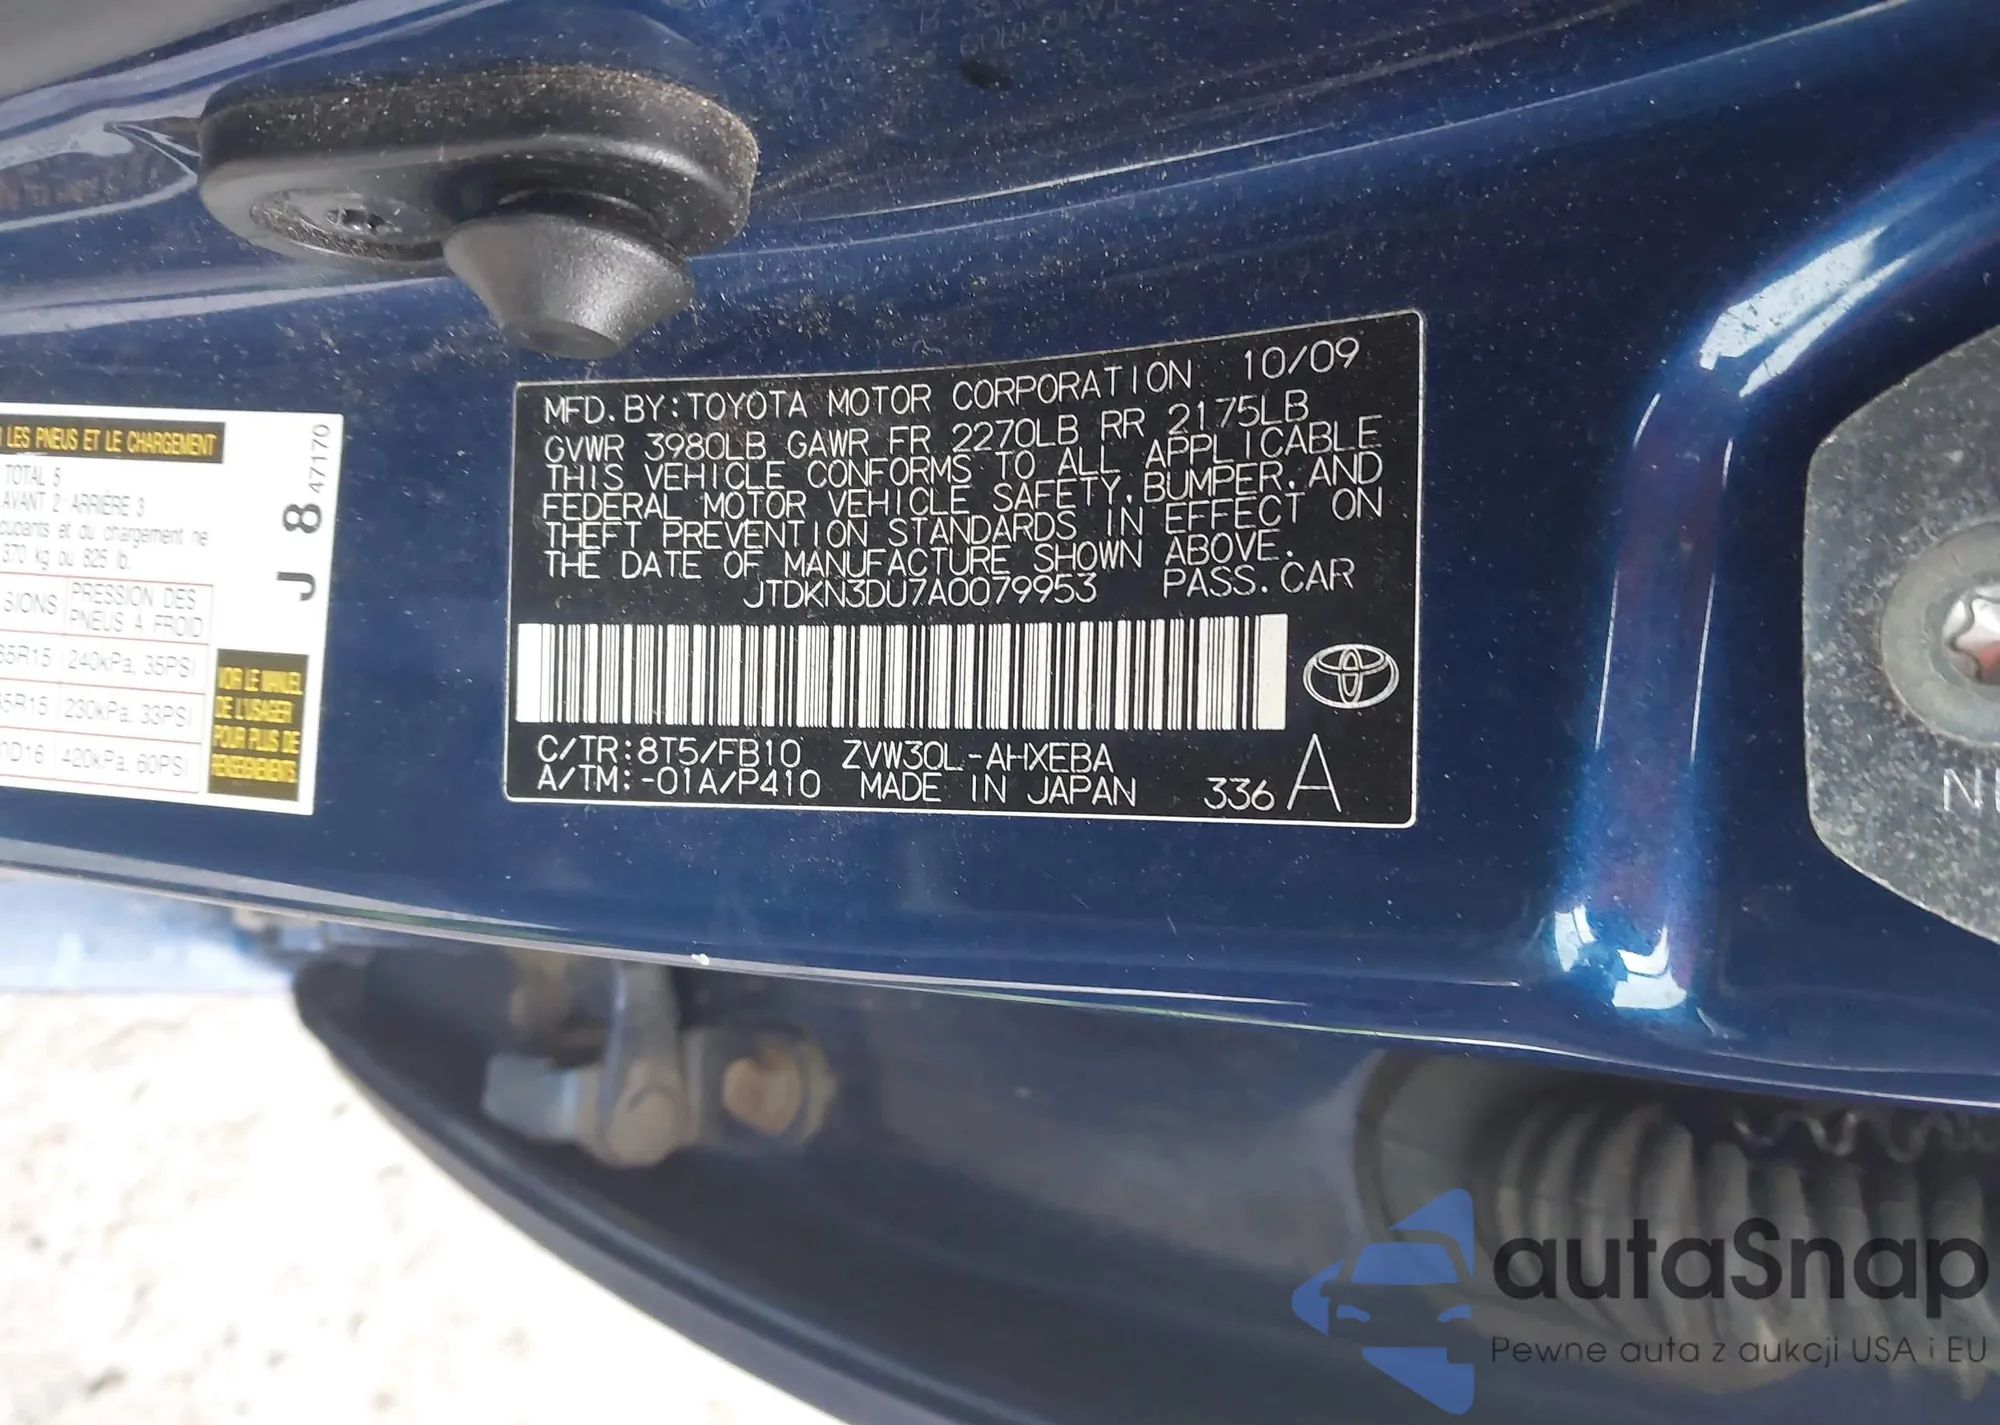 LES PNEUS ET LE CHARGEMENT
TOTAL 5
AVANT 2 ARRIÈRE 3
et du chargement ne
370 kg ou 825 lb.
PRESSION DES
PNEUS A FROID
240kPa, 35PSI
230kPa, 33PSI
420kPa, 60PSI
VOIR LE MANUEL
DE L'USAGER
POUR PLUS DE
RENSEIGNEMENTS
J 8 47170
MFD. BY: TOYOTA MOTOR CORPORATION 10/09
GVWR 3980LB GAWR FR 2270LB RR 2175LB
THIS VEHICLE CONFORMS TO ALL APPLICABLE
FEDERAL MOTOR VEHICLE SAFETY, BUMPER, AND
THEFT PREVENTION STANDARDS IN EFFECT ON
THE DATE OF MANUFACTURE SHOWN ABOVE.
JTDKN3DU7A0079953 PASS. CAR
C/TR: 8T5/FB10 ZVW30L-AHXEBA
A/TM: -01A/P410 MADE IN JAPAN 336 A
autaSnap
Pewne auta z aukcji USA i EU